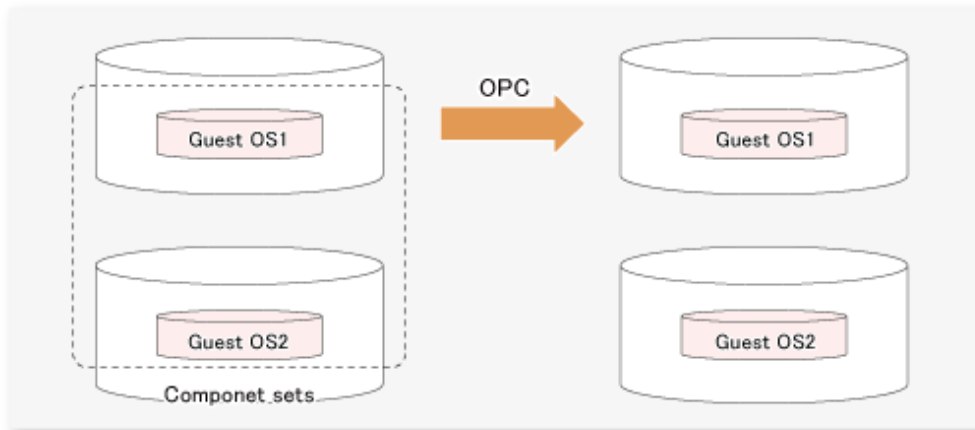 OPC
Guest OS1
Guest OS1
Guest OS2
Guest OS2
Componet sets